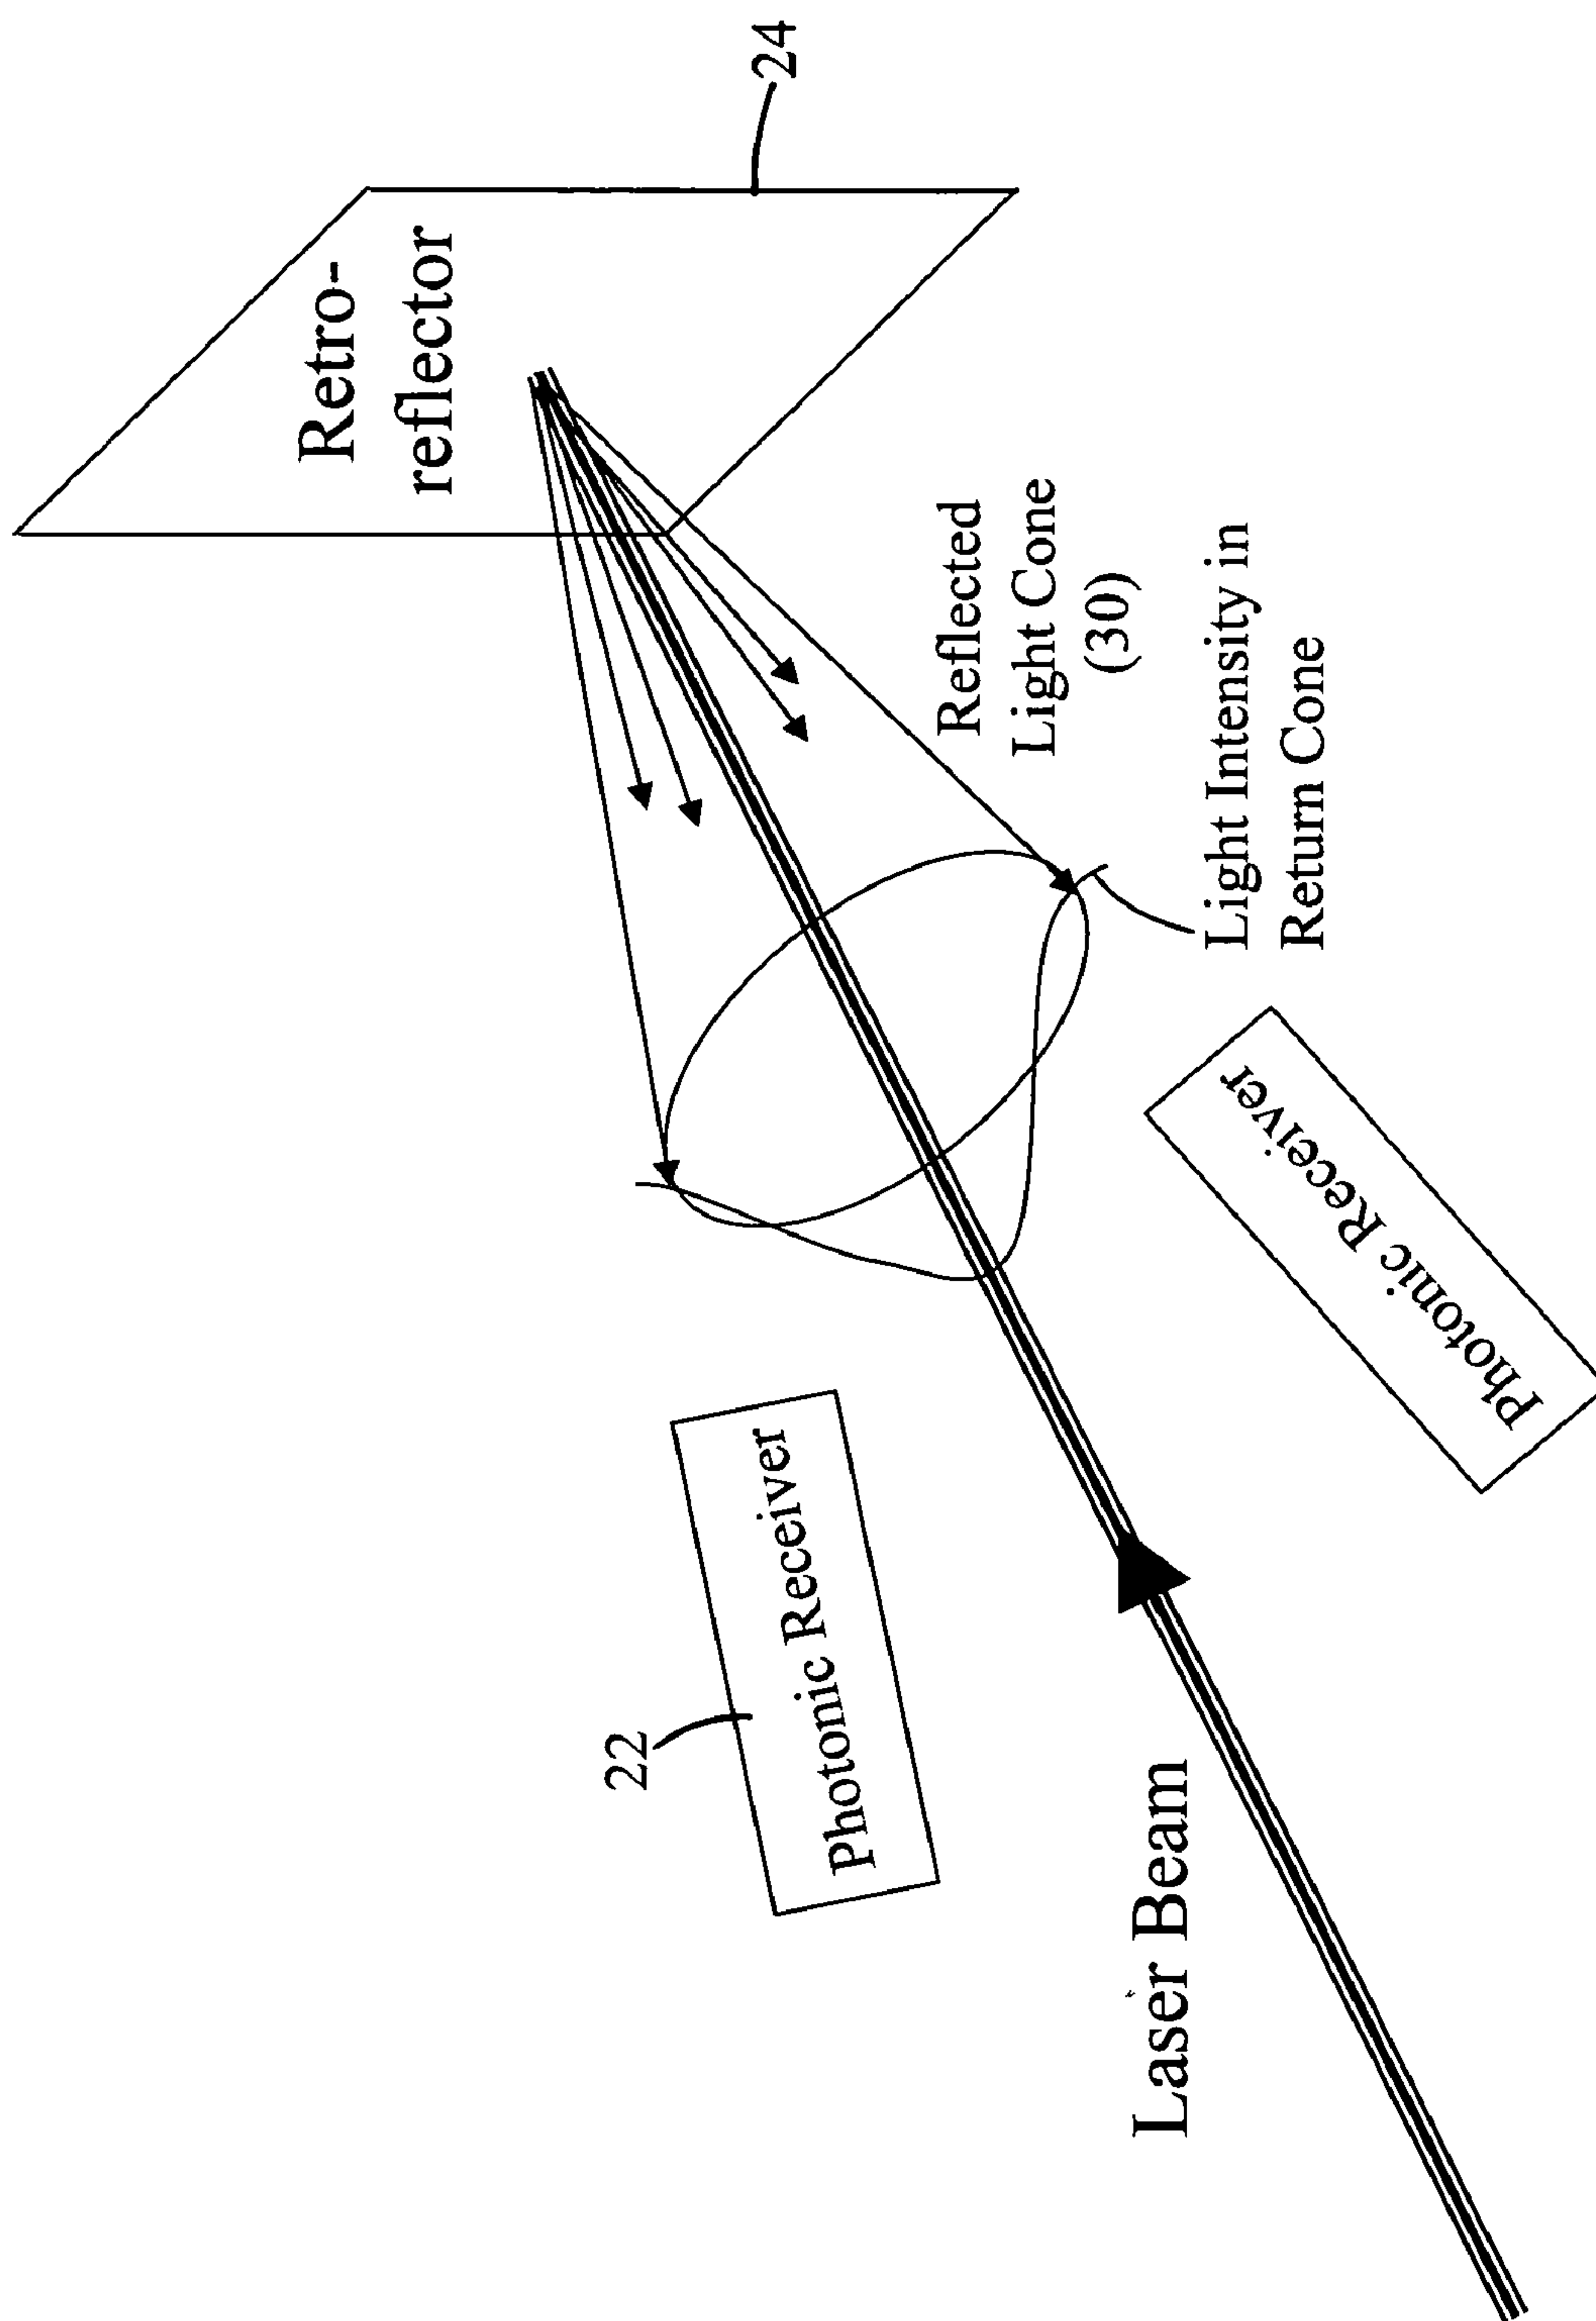 24
Retro-
reflector
Reflected
Light Cone
(30)
Light Intensity in
Return Cone
22
Photonic Receiver
Photonic Receiver
Laser Beam